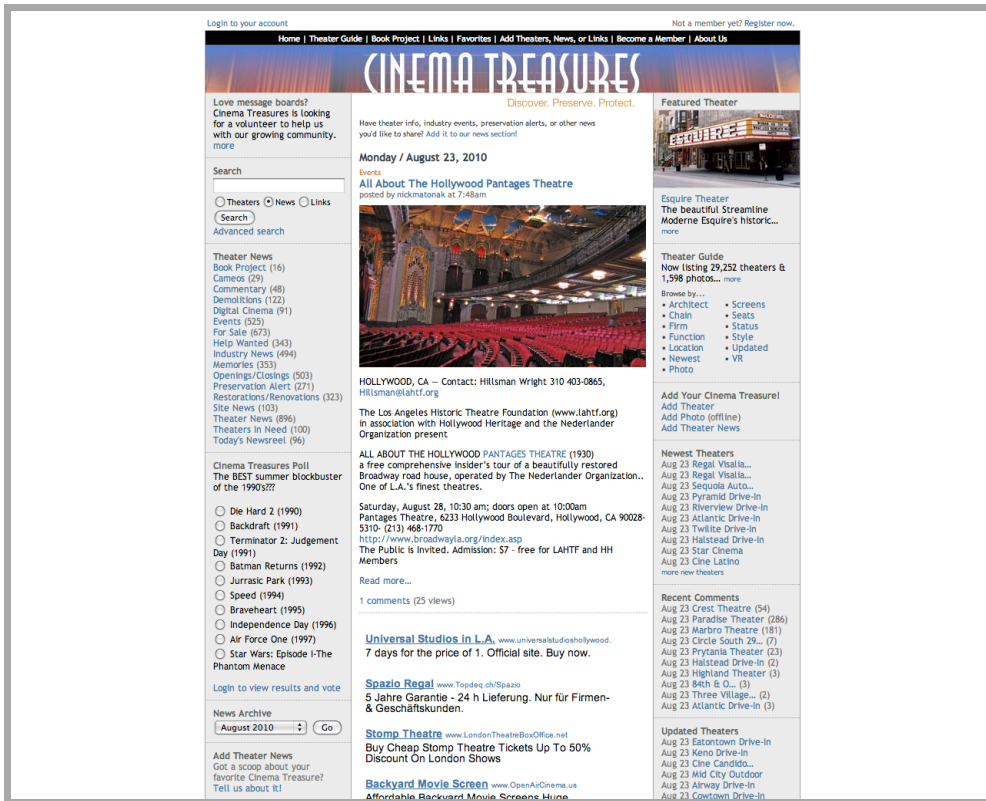 Login to your account
Not a member yet? Register now.
Home | Theater Guide | Book Project | Links | Favorites | Add Theaters, News, or Links | Become a Member | About Us
CINEMA TREASURES
Discover. Preserve. Protect.
Love message boards?
Cinema Treasures is looking
for a volunteer to help us
with our growing community.
more
Search
Theaters News Links
Search
Advanced search
Theater News
Book Project (16)
Cameos (29)
Commentary (48)
Demolitions (122)
Digital Cinema (91)
Events (525)
For Sale (673)
Help Wanted (343)
Industry News (494)
Memories (353)
Openings/Closings (503)
Preservation Alert (271)
Restorations/Renovations (323)
Site News (103)
Theater News (896)
Theaters In Need (100)
Today's Newsreel (96)
Cinema Treasures Poll
The BEST summer blockbuster
of the 1990's???
Die Hard 2 (1990)
Backdraft (1991)
Terminator 2: Judgement
Day (1991)
Batman Returns (1992)
Jurrasic Park (1993)
Speed (1994)
Braveheart (1995)
Independence Day (1996)
Air Force One (1997)
Star Wars: Episode I-The
Phantom Menace
Login to view results and vote
News Archive
August 2010 Go
Add Theater News
Got a scoop about your
favorite Cinema Treasure?
Tell us about it!
Have theater info, industry events, preservation alerts, or other news
you'd like to share? Add it to our news section!
Monday / August 23, 2010
Events
All About The Hollywood Pantages Theatre
posted by nickmatonak at 7:48am
HOLLYWOOD, CA — Contact: Hillsman Wright 310 403-0865,
Hillsman@lahtf.org
The Los Angeles Historic Theatre Foundation (www.lahtf.org)
in association with Hollywood Heritage and the Nederlander
Organization present
ALL ABOUT THE HOLLYWOOD PANTAGES THEATRE (1930)
a free comprehensive insider's tour of a beautifully restored
Broadway road house, operated by The Nederlander Organization..
One of L.A.'s finest theatres.
Saturday, August 28, 10:30 am; doors open at 10:00am
Pantages Theatre, 6233 Hollywood Boulevard, Hollywood, CA 90028-
5310- (213) 468-1770
http://www.broadwayla.org/index.asp
The Public is Invited. Admission: $7 - free for LAHTF and HH
Members
Read more...
1 comments (25 views)
Universal Studios in L.A. www.universalstudioshollywood.
7 days for the price of 1. Official site. Buy now.
Spazio Regal www.Topdeq.ch/Spazio
5 Jahre Garantie - 24 h Lieferung. Nur für Firmen-
& Geschäftskunden.
Stomp Theatre www.LondonTheatreBoxOffice.net
Buy Cheap Stomp Theatre Tickets Up To 50%
Discount On London Shows
Backyard Movie Screen www.OpenAirCinema.us
Affordable Backyard Movie Screens Huge
Featured Theater
ESQUIRE
Esquire Theater
The beautiful Streamline
Moderne Esquire's historic...
more
Theater Guide
Now listing 29,252 theaters &
1,598 photos... more
Browse by...
• Architect • Screens
• Chain • Seats
• Firm • Status
• Function • Style
• Location • Updated
• Newest • VR
• Photo
Add Your Cinema Treasure!
Add Theater
Add Photo (offline)
Add Theater News
Newest Theaters
Aug 23 Regal Visalia...
Aug 23 Regal Visalia...
Aug 23 Sequoia Auto...
Aug 23 Pyramid Drive-In
Aug 23 Riverview Drive-In
Aug 23 Atlantic Drive-In
Aug 23 Twilite Drive-In
Aug 23 Halstead Drive-In
Aug 23 Star Cinema
Aug 23 Cine Latino
more new theaters
Recent Comments
Aug 23 Crest Theatre (54)
Aug 23 Paradise Theater (286)
Aug 23 Marbro Theatre (181)
Aug 23 Circle South 29... (7)
Aug 23 Prytania Theater (23)
Aug 23 Halstead Drive-In (2)
Aug 23 Highland Theater (3)
Aug 23 84th & O... (3)
Aug 23 Three Village... (2)
Aug 23 Atlantic Drive-In (3)
Updated Theaters
Aug 23 Eatontown Drive-In
Aug 23 Keno Drive-In
Aug 23 Cine Candido...
Aug 23 Mid City Outdoor
Aug 23 Airway Drive-In
Aug 23 Cowtown Drive-In